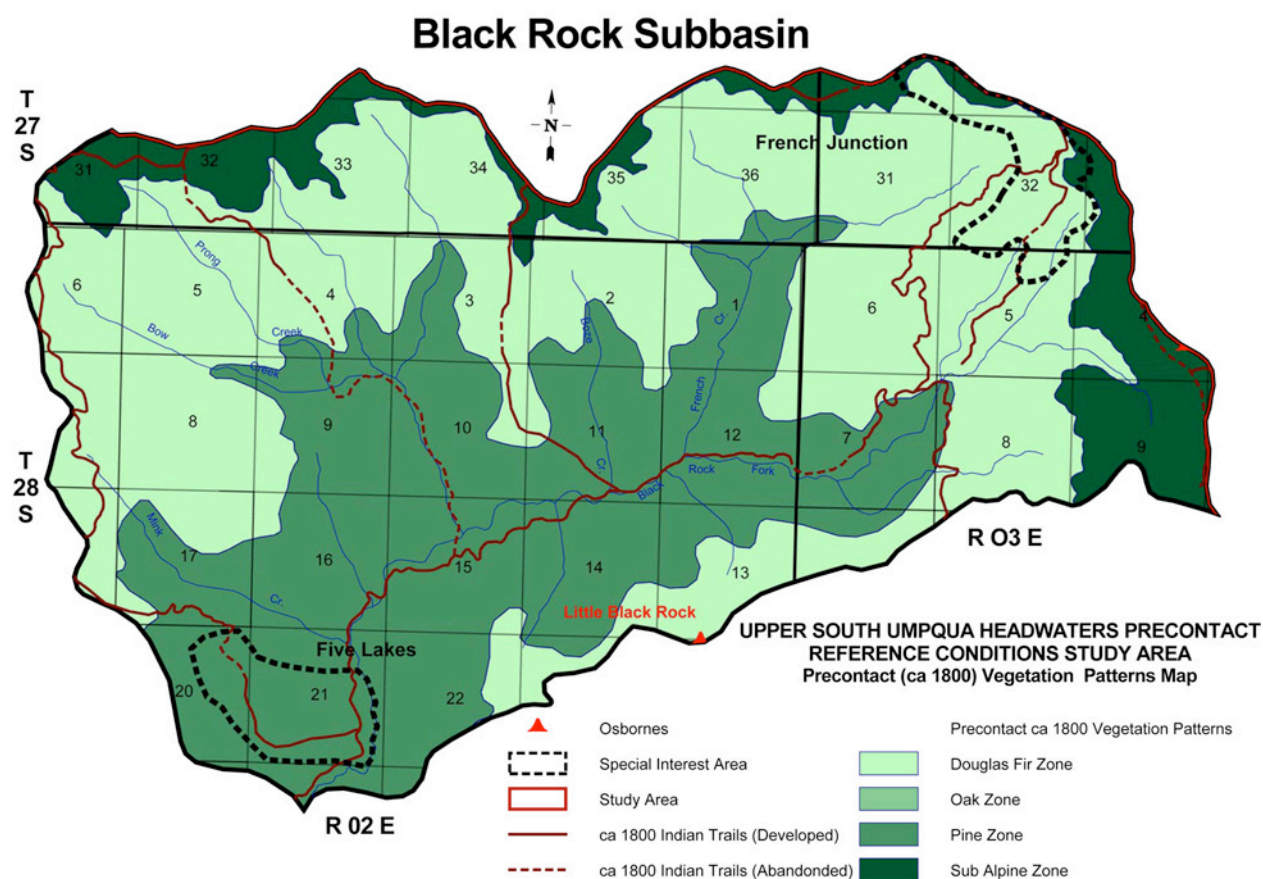 Black Rock Subbasin
T
27
S
N
French Junction
31
32
33
34
35
36
31
32
6
5
4
3
2
1
6
5
4
Prong
Creek
Bow
Creek
Boze
Cr.
French
Cr.
8
9
10
11
12
7
8
9
Black
Rock
Fork
T
28
S
R O3 E
Mink
Cr.
17
16
15
14
13
Little Black Rock
Five Lakes
20
21
22
R 02 E
UPPER SOUTH UMPQUA HEADWATERS PRECONTACT
REFERENCE CONDITIONS STUDY AREA
Precontact (ca 1800) Vegetation Patterns Map
Osbornes
Special Interest Area
Study Area
ca 1800 Indian Trails (Developed)
ca 1800 Indian Trails (Abandonded)
Precontact ca 1800 Vegetation Patterns
Douglas Fir Zone
Oak Zone
Pine Zone
Sub Alpine Zone